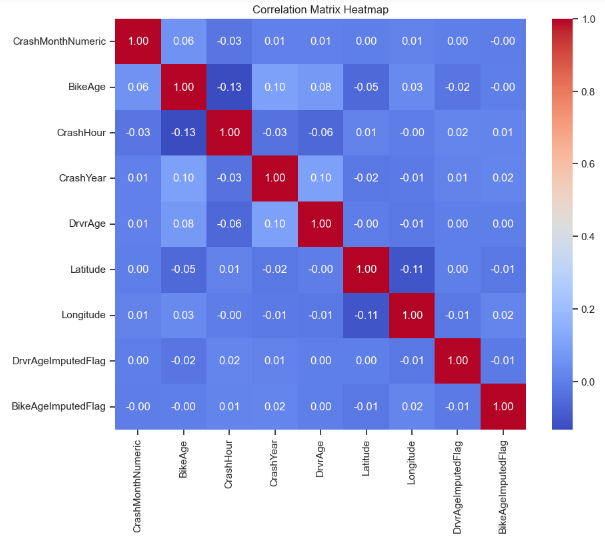 Correlation Matrix Heatmap
CrashMonthNumeric 1.00 0.06 -0.03 0.01 0.01 0.00 0.01 0.00 -0.00
BikeAge 0.06 1.00 -0.13 0.10 0.08 -0.05 0.03 -0.02 -0.00
CrashHour -0.03 -0.13 1.00 -0.03 -0.06 0.01 -0.00 0.02 0.01
CrashYear 0.01 0.10 -0.03 1.00 0.10 -0.02 -0.01 0.01 0.02
DrvrAge 0.01 0.08 -0.06 0.10 1.00 -0.00 -0.01 0.00 0.00
Latitude 0.00 -0.05 0.01 -0.02 -0.00 1.00 -0.11 0.00 -0.01
Longitude 0.01 0.03 -0.00 -0.01 -0.01 -0.11 1.00 -0.01 0.02
DrvrAgeImputedFlag 0.00 -0.02 0.02 0.01 0.00 0.00 -0.01 1.00 -0.01
BikeAgeImputedFlag -0.00 -0.00 0.01 0.02 0.00 -0.01 0.02 -0.01 1.00
CrashMonthNumeric
BikeAge
CrashHour
CrashYear
DrvrAge
Latitude
Longitude
DrvrAgeImputedFlag
BikeAgeImputedFlag
1.0
0.8
0.6
0.4
0.2
0.0